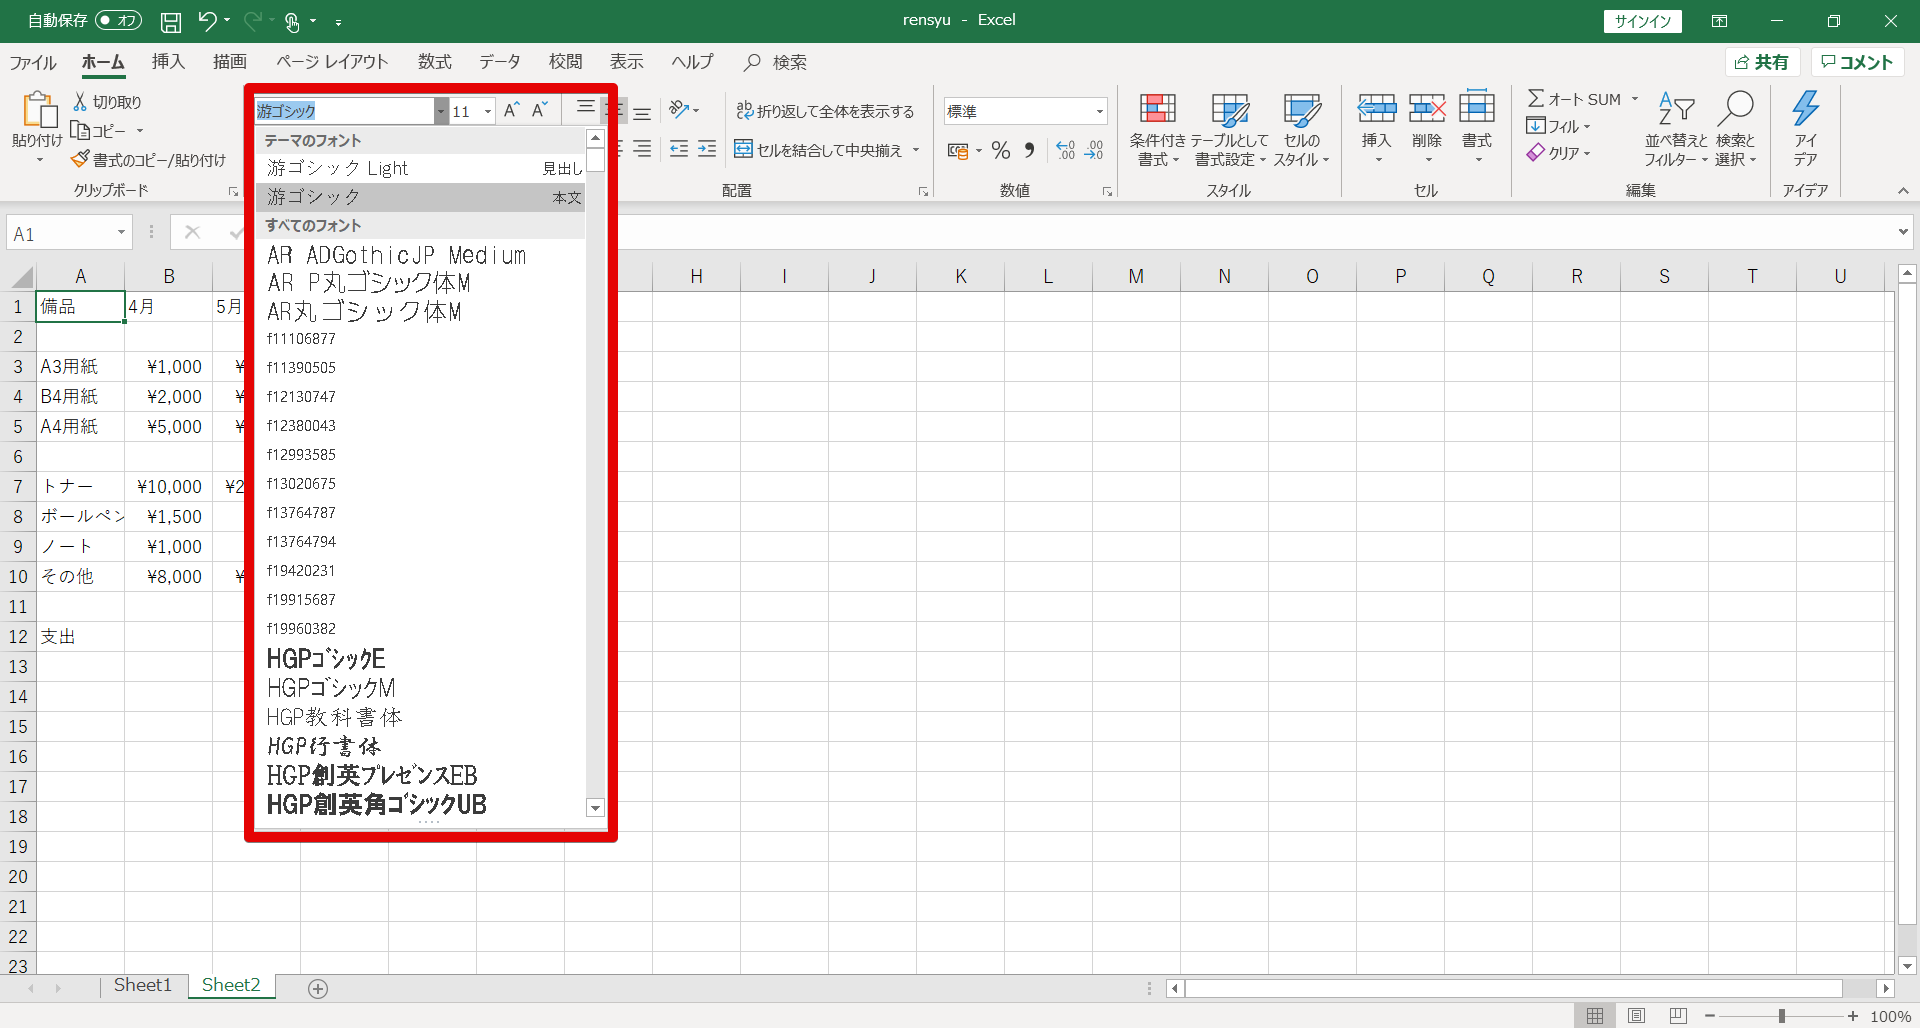 自動保存 オフ
rensyu - Excel
サインイン
ファイル ホーム 挿入 描画 ページ レイアウト 数式 データ 校閲 表示 ヘルプ 検索
共有 コメント
貼り付け
切り取り
コピー
書式のコピー/貼り付け
クリップボード
游ゴシック 11
折り返して全体を表示する
セルを結合して中央揃え
配置
標準
% ,
←0 .00
.00 →0
数値
条件付き書式
テーブルとして書式設定
セルのスタイル
スタイル
挿入 削除 書式
セル
オート SUM
フィル
クリア
並べ替えとフィルター
検索と選択
編集
アイデア
アイデア
A1
テーマのフォント
游ゴシック Light 見出し
游ゴシック 本文
すべてのフォント
AR ADGothicJP Medium
AR P丸ゴシック体M
AR丸ゴシック体M
f11106877
f11390505
f12130747
f12380043
f12993585
f13020675
f13764787
f13764794
f19420231
f19915687
f19960382
HGPゴシックE
HGPゴシックM
HGP教科書体
HGP行書体
HGP創英プレゼンスEB
HGP創英角ゴシックUB
A B H I J K L M N O P Q R S T U
1 備品 4月 5月
2
3 A3用紙 ¥1,000 ¥
4 B4用紙 ¥2,000 ¥
5 A4用紙 ¥5,000 ¥
6
7 トナー ¥10,000 ¥2
8 ボールペン ¥1,500
9 ノート ¥1,000
10 その他 ¥8,000 ¥
11
12 支出
13
14
15
16
17
18
19
20
21
22
23
Sheet1 Sheet2
100%